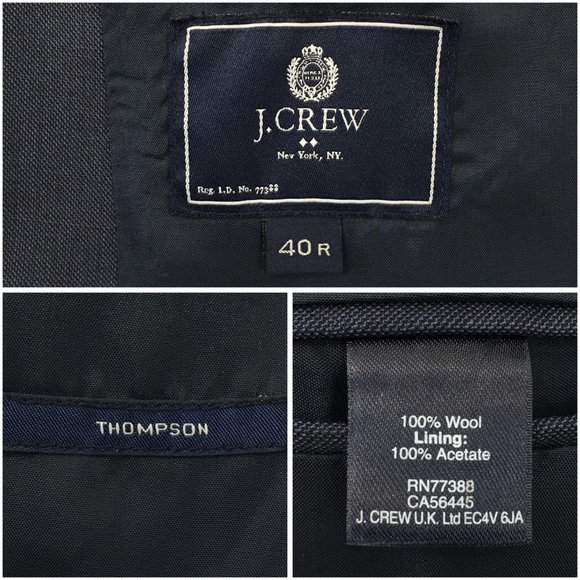 J.CREW
New York, NY.
Reg. I.D. No. 77388
40 R
THOMPSON
100% Wool
Lining:
100% Acetate
RN77388
CA56445
J. CREW U.K. Ltd EC4V 6JA